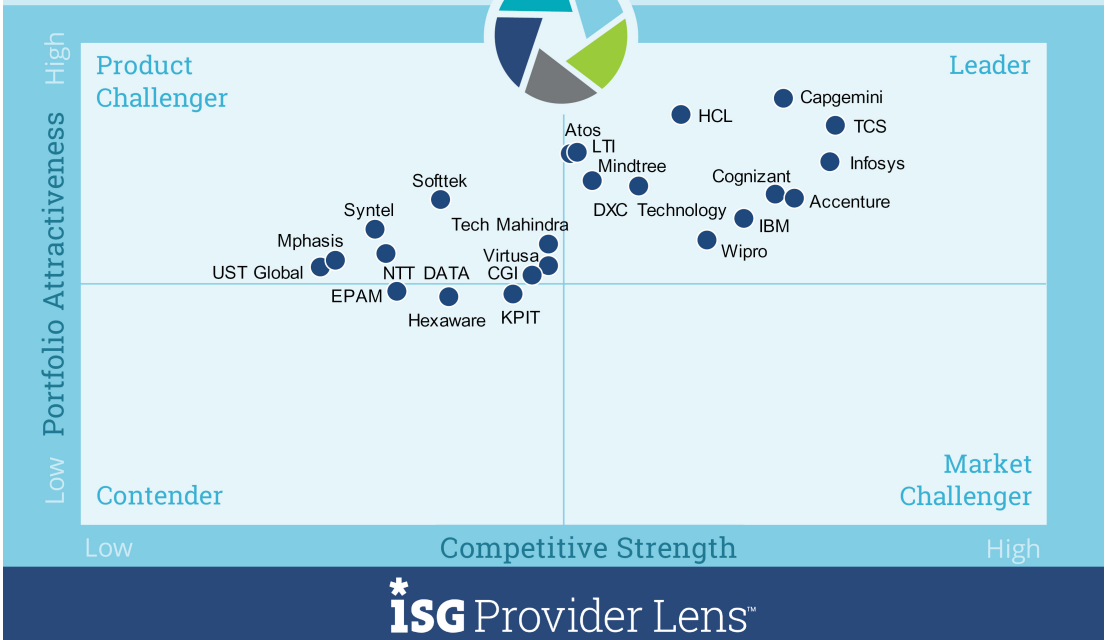 High
Product
Challenger
Leader
Capgemini
HCL
TCS
Atos
LTI
Infosys
Mindtree
Cognizant
Softtek
Accenture
DXC Technology
Syntel
Tech Mahindra
IBM
Mphasis
Wipro
Virtusa
UST Global
NTT DATA
CGI
EPAM
Hexaware
KPIT
Portfolio Attractiveness
Low
Contender
Market
Challenger
Low
Competitive Strength
High
iSG Provider Lens™